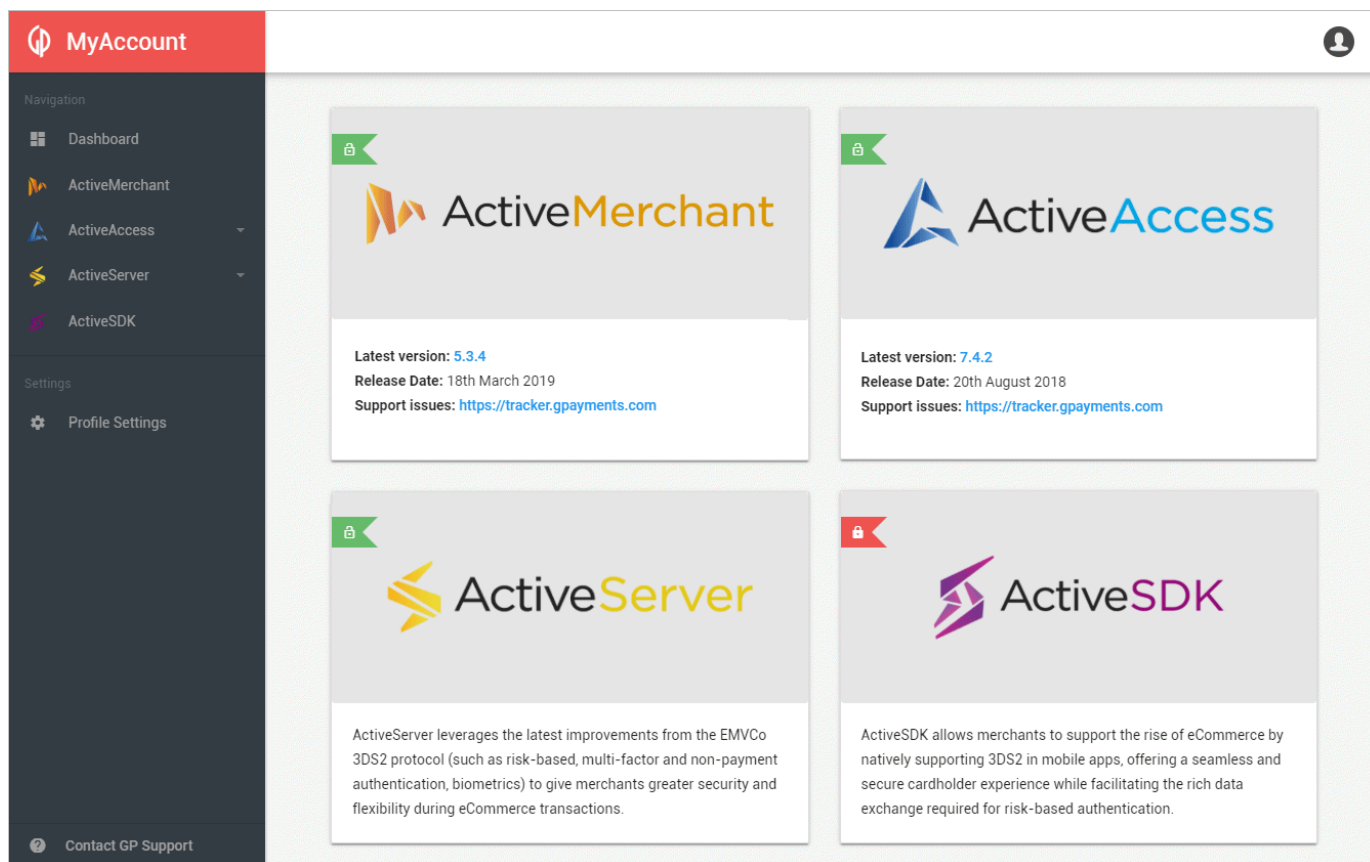 MyAccount
Navigation
Dashboard
ActiveMerchant
ActiveAccess
ActiveServer
ActiveSDK
Settings
Profile Settings
Contact GP Support
ActiveMerchant
Latest version: 5.3.4
Release Date: 18th March 2019
Support issues: https://tracker.gpayments.com
ActiveAccess
Latest version: 7.4.2
Release Date: 20th August 2018
Support issues: https://tracker.gpayments.com
ActiveServer
ActiveServer leverages the latest improvements from the EMVCo
3DS2 protocol (such as risk-based, multi-factor and non-payment
authentication, biometrics) to give merchants greater security and
flexibility during eCommerce transactions.
ActiveSDK
ActiveSDK allows merchants to support the rise of eCommerce by
natively supporting 3DS2 in mobile apps, offering a seamless and
secure cardholder experience while facilitating the rich data
exchange required for risk-based authentication.